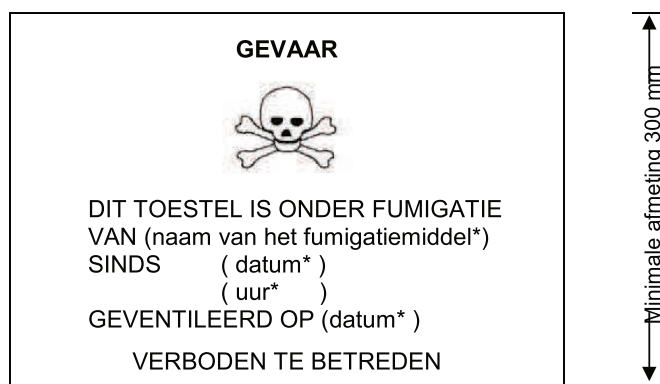 GEVAAR
DIT TOESTEL IS ONDER FUMIGATIE
VAN (naam van het fumigatiemiddel*)
SINDS ( datum* )
( uur* )
GEVENTILEERD OP (datum* )
VERBODEN TE BETREDEN
Minimale afmeting 300 mm